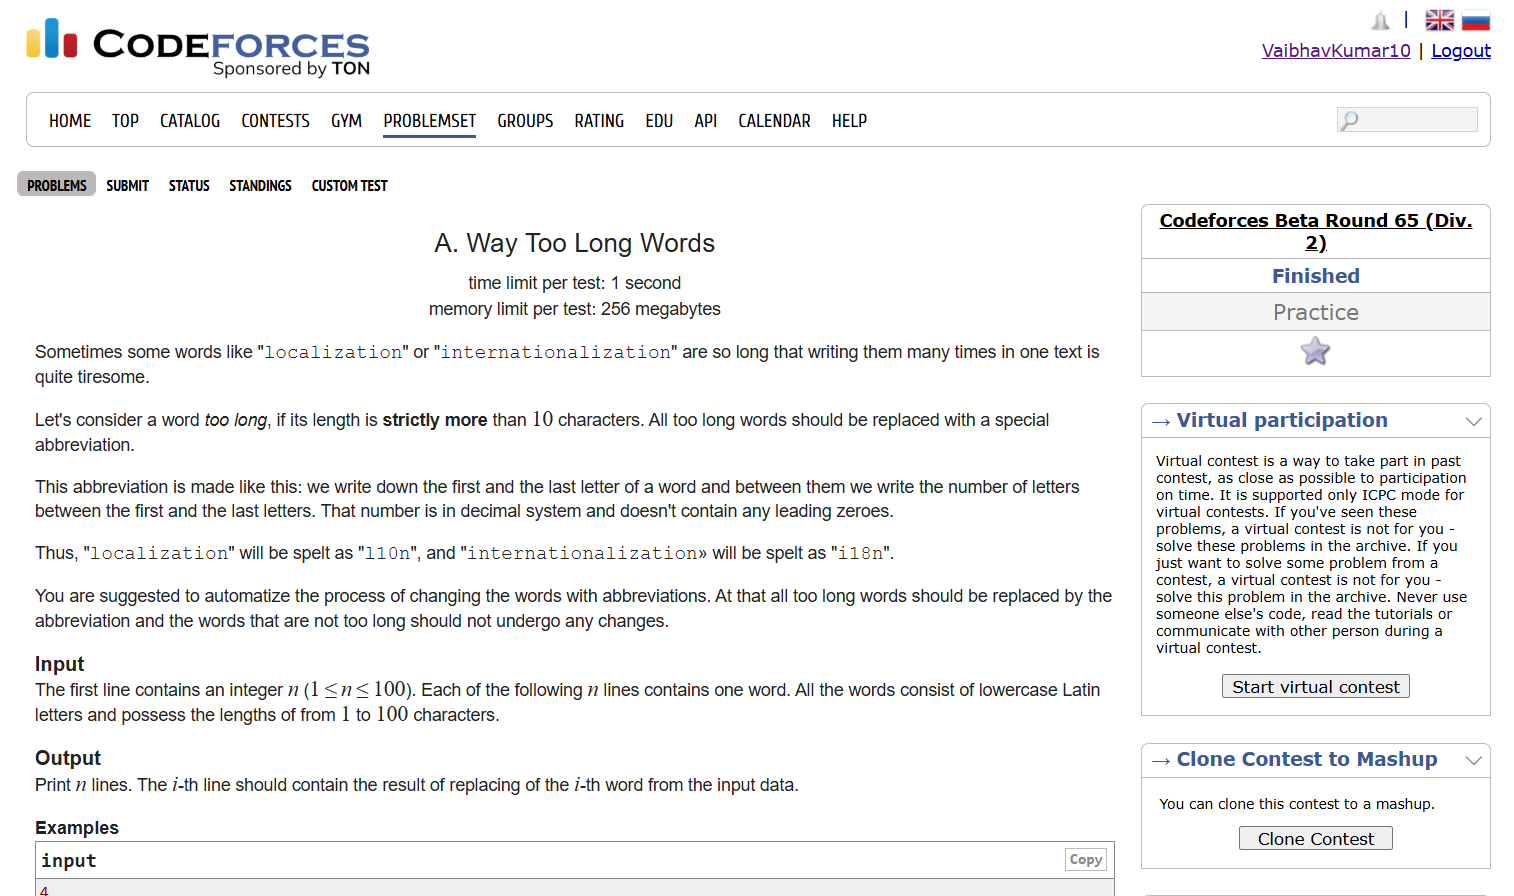 CODEFORCES
Sponsored by TON
|
VaibhavKumar10 | Logout
HOME TOP CATALOG CONTESTS GYM PROBLEMSET GROUPS RATING EDU API CALENDAR HELP
PROBLEMS SUBMIT STATUS STANDINGS CUSTOM TEST
A. Way Too Long Words
time limit per test: 1 second
memory limit per test: 256 megabytes
Sometimes some words like "localization" or "internationalization" are so long that writing them many times in one text is
quite tiresome.
Let's consider a word too long, if its length is strictly more than 10 characters. All too long words should be replaced with a special
abbreviation.
This abbreviation is made like this: we write down the first and the last letter of a word and between them we write the number of letters
between the first and the last letters. That number is in decimal system and doesn't contain any leading zeroes.
Thus, "localization" will be spelt as "l10n", and "internationalization» will be spelt as "i18n".
You are suggested to automatize the process of changing the words with abbreviations. At that all too long words should be replaced by the
abbreviation and the words that are not too long should not undergo any changes.
Input
The first line contains an integer n (1 ≤ n ≤ 100). Each of the following n lines contains one word. All the words consist of lowercase Latin
letters and possess the lengths of from 1 to 100 characters.
Output
Print n lines. The i-th line should contain the result of replacing of the i-th word from the input data.
Examples
input Copy
4
Codeforces Beta Round 65 (Div.
2)
Finished
Practice
→ Virtual participation
Virtual contest is a way to take part in past
contest, as close as possible to participation
on time. It is supported only ICPC mode for
virtual contests. If you've seen these
problems, a virtual contest is not for you -
solve these problems in the archive. If you
just want to solve some problem from a
contest, a virtual contest is not for you -
solve this problem in the archive. Never use
someone else's code, read the tutorials or
communicate with other person during a
virtual contest.
Start virtual contest
→ Clone Contest to Mashup
You can clone this contest to a mashup.
Clone Contest